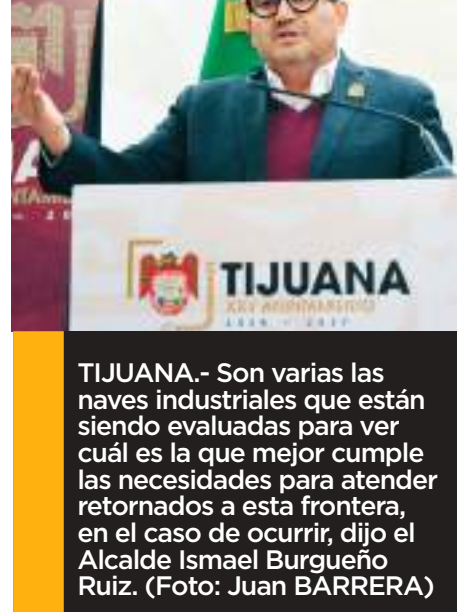 TIJUANA
XXV AYUNTAMIENTO
TIJUANA.- Son varias las
naves industriales que están
siendo evaluadas para ver
cuál es la que mejor cumple
las necesidades para atender
retornados a esta frontera,
en el caso de ocurrir, dijo el
Alcalde Ismael Burgueño
Ruiz. (Foto: Juan BARRERA)